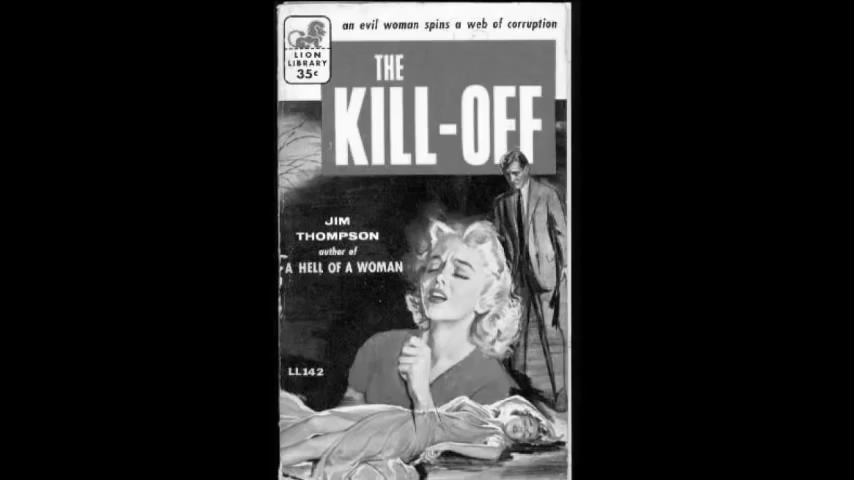 an evil woman spins a web of corruption
LION
LIBRARY
35c
THE
KILL-OFF
JIM
THOMPSON
author of
A HELL OF A WOMAN
LL142